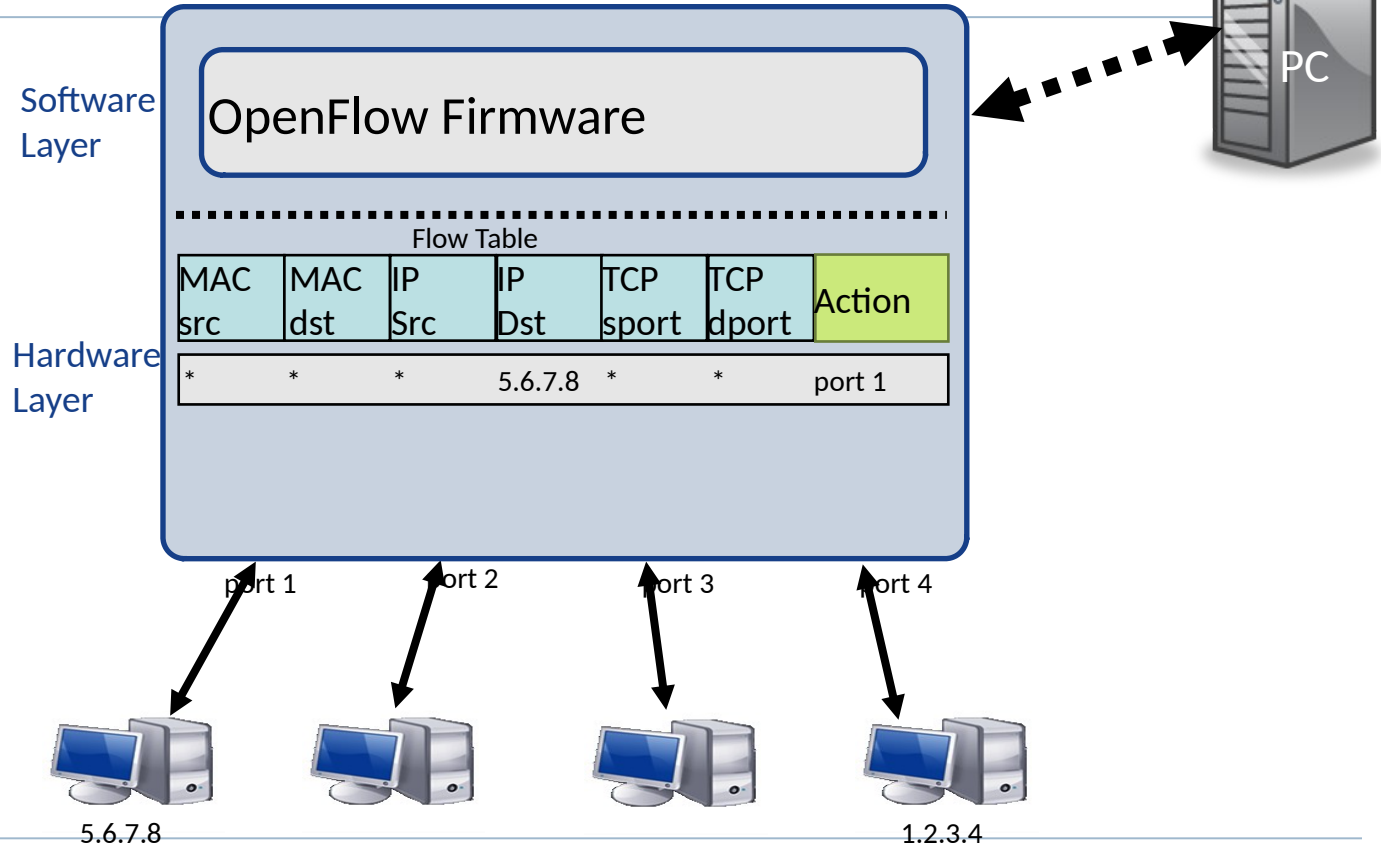 PC
Software
Layer
OpenFlow Firmware
Flow Table
MAC src MAC dst IP Src IP Dst TCP sport TCP dport Action
Hardware
Layer
* * * 5.6.7.8 * * port 1
port 1 port 2 port 3 port 4
5.6.7.8 1.2.3.4